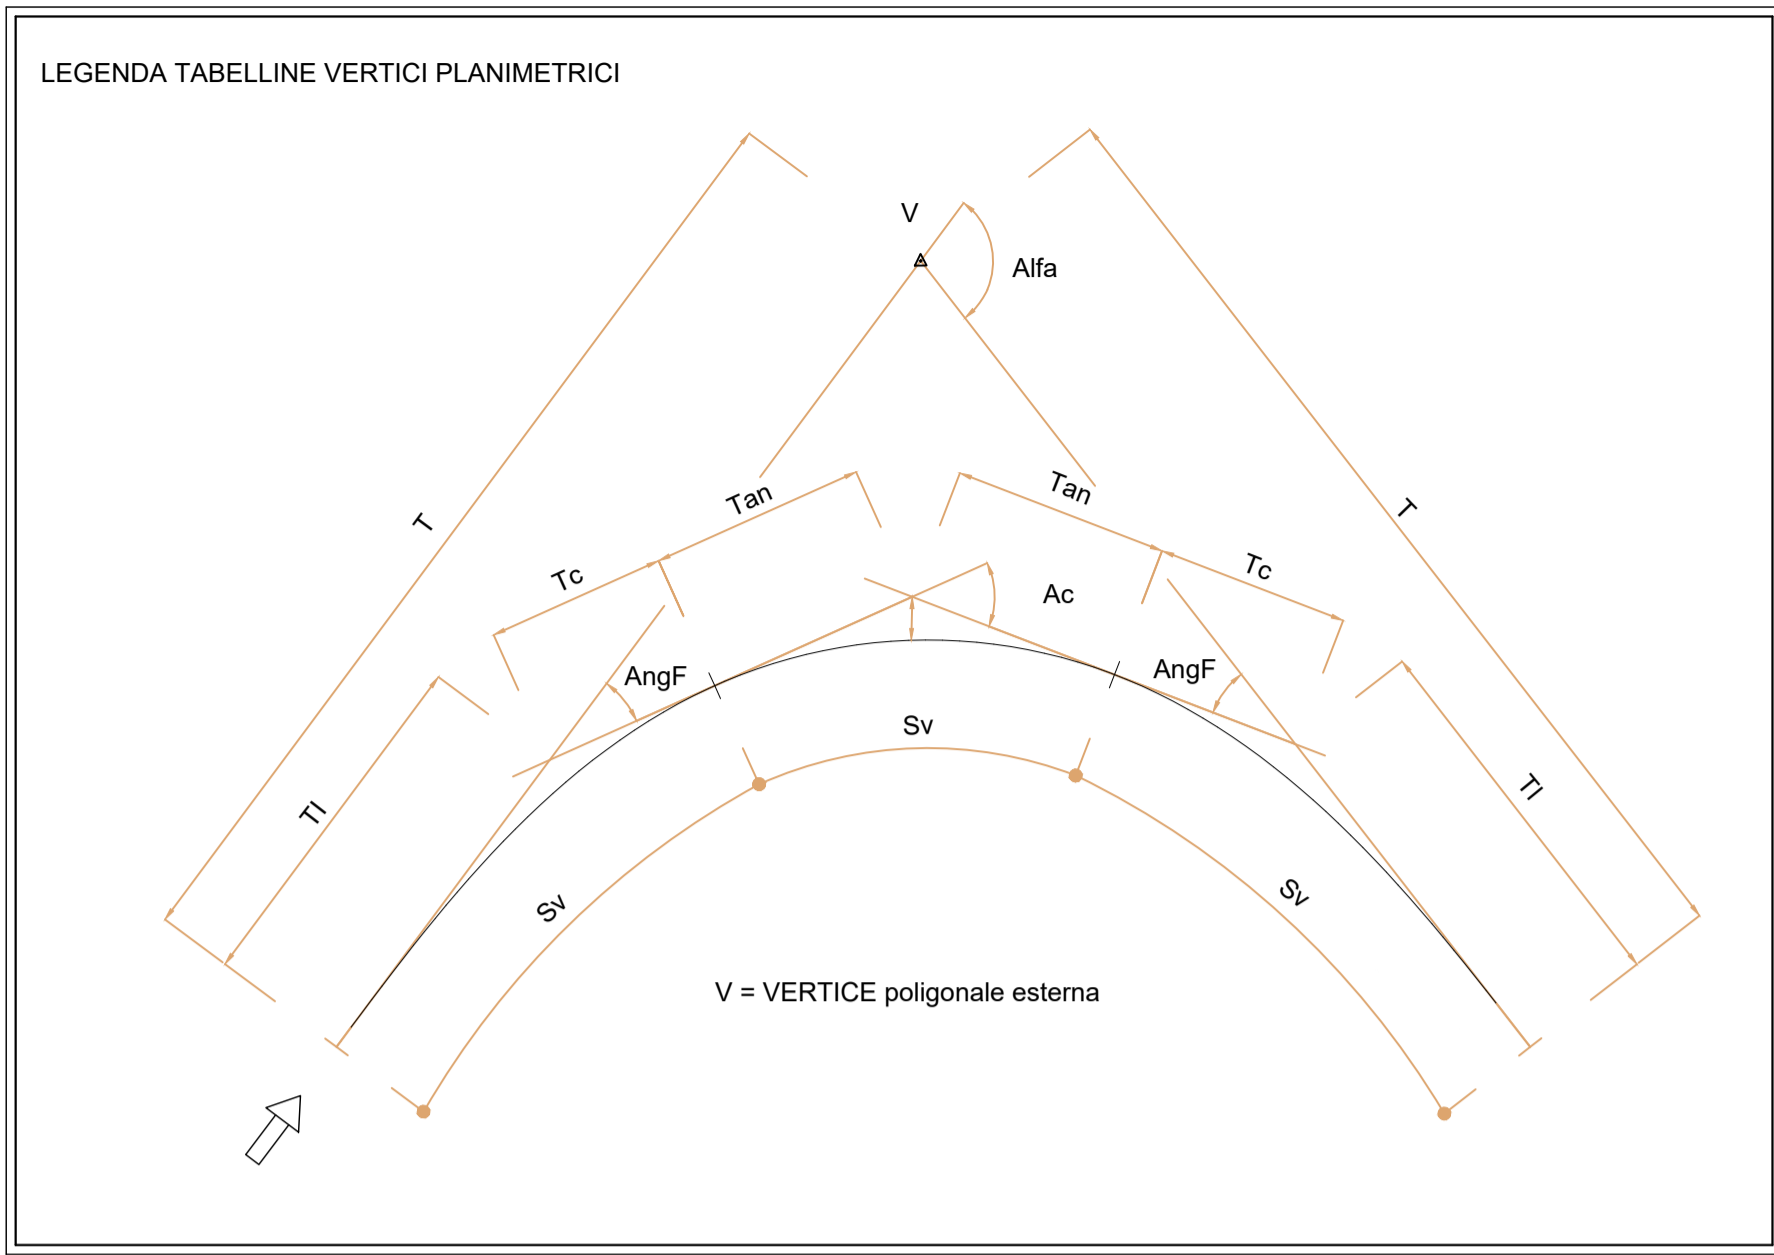 LEGENDA TABELLINE VERTICI PLANIMETRICI
V
Alfa
T
T
Tan
Tan
Tc
Tc
Ac
AngF
AngF
Sv
Tl
Tl
Sv
Sv
V = VERTICE poligonale esterna